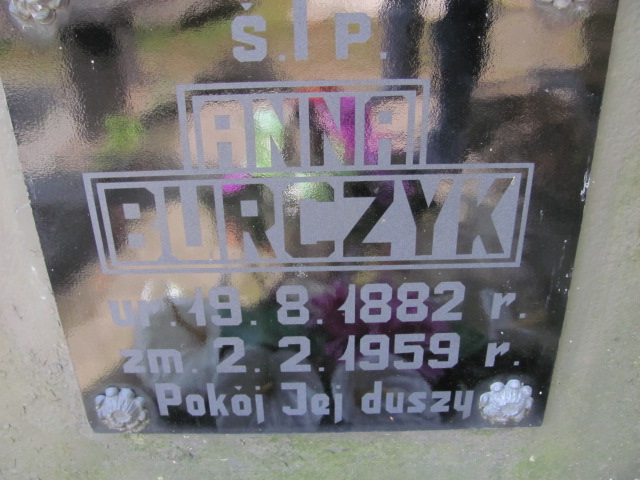 Ś.†P.
ANNA
BURCZYK
ur. 19. 8. 1882 r.
zm. 2. 2. 1959 r.
Pokój Jej duszy